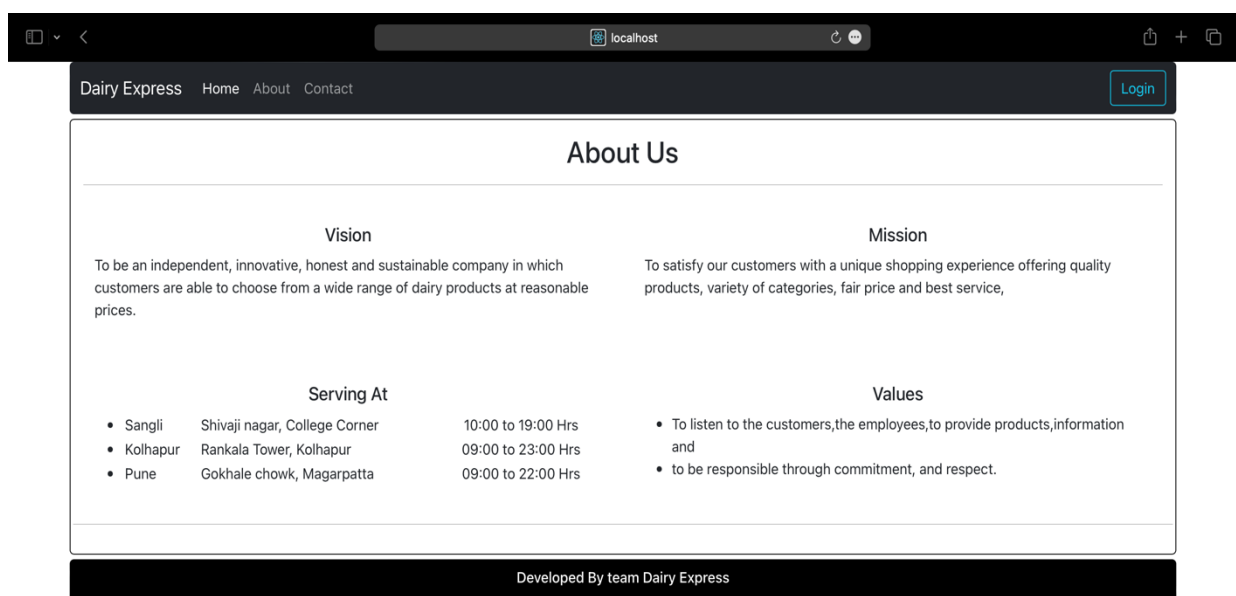 localhost
Dairy Express Home About Contact Login
About Us
Vision
To be an independent, innovative, honest and sustainable company in which
customers are able to choose from a wide range of dairy products at reasonable
prices.
Mission
To satisfy our customers with a unique shopping experience offering quality
products, variety of categories, fair price and best service,
Serving At
• Sangli Shivaji nagar, College Corner 10:00 to 19:00 Hrs
• Kolhapur Rankala Tower, Kolhapur 09:00 to 23:00 Hrs
• Pune Gokhale chowk, Magarpatta 09:00 to 22:00 Hrs
Values
• To listen to the customers,the employees,to provide products,information
and
• to be responsible through commitment, and respect.
Developed By team Dairy Express